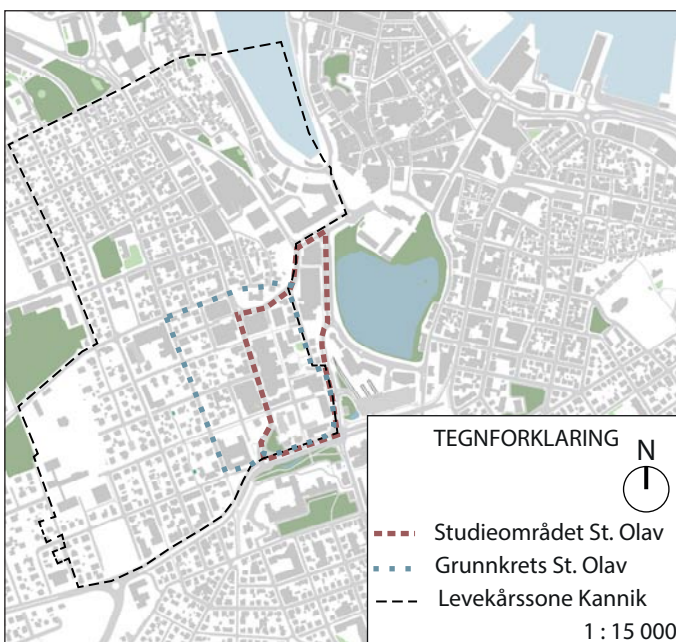 TEGNFORKLARING
N
Studieområdet St. Olav
Grunnkrets St. Olav
Levekårssone Kannik
1 : 15 000